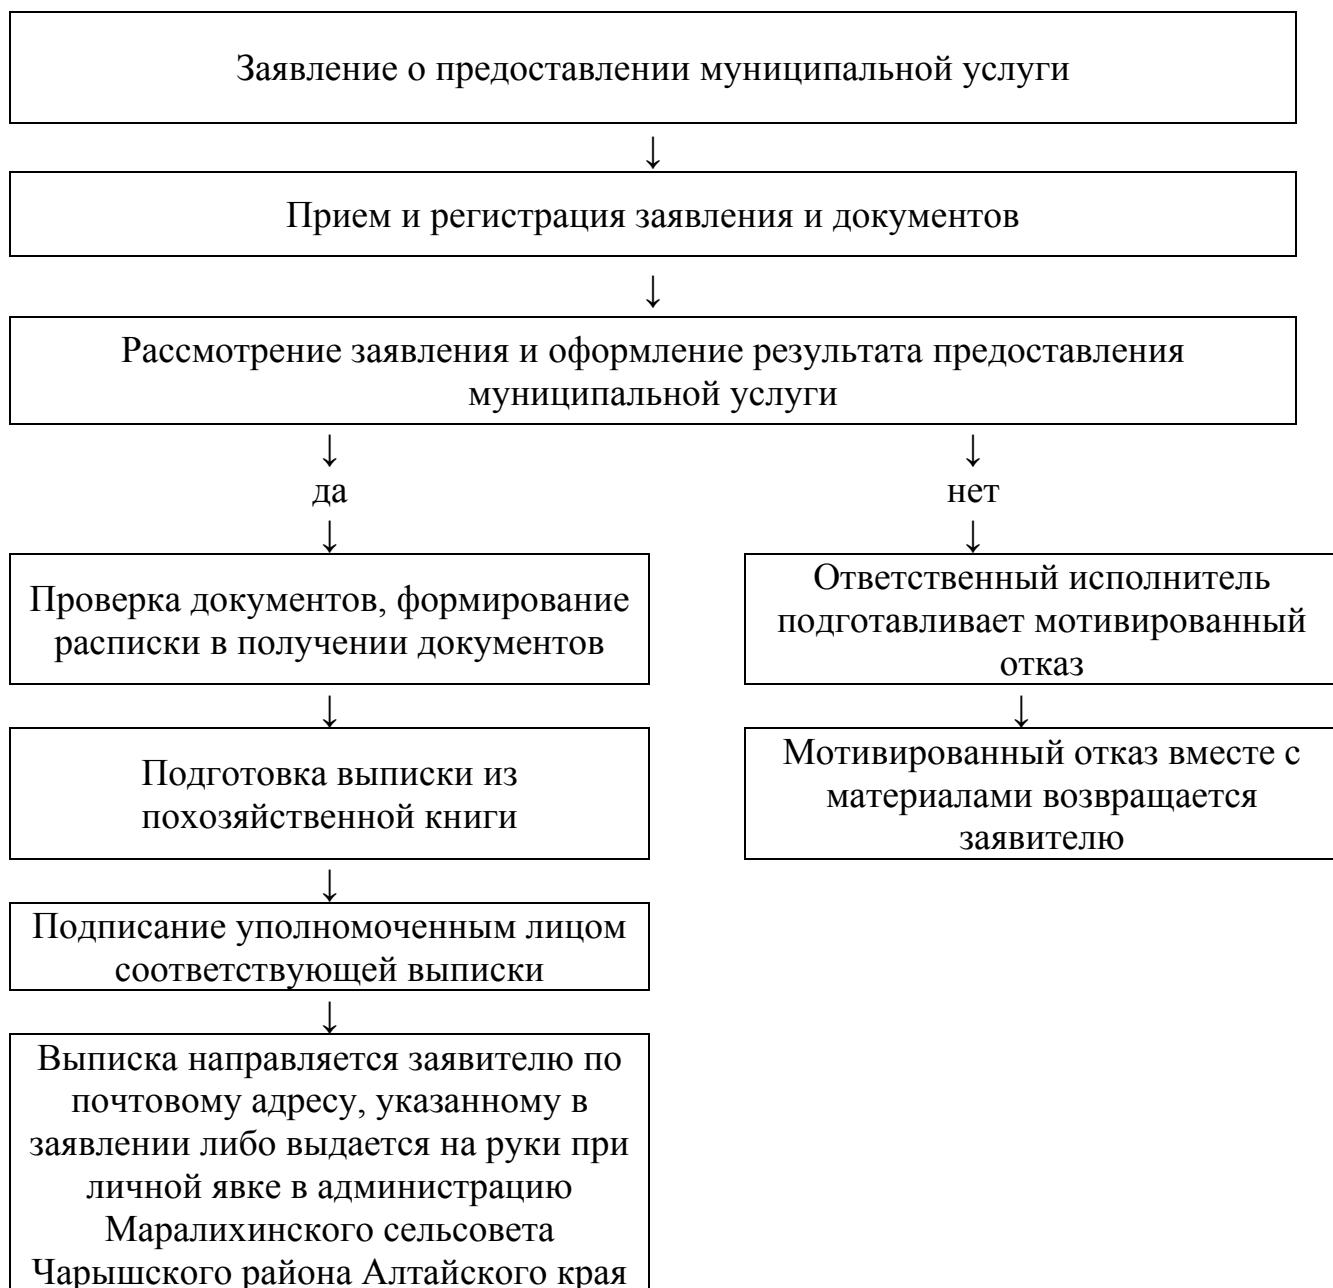 Заявление о предоставлении муниципальной услуги
↓
Прием и регистрация заявления и документов
↓
Рассмотрение заявления и оформление результата предоставления
муниципальной услуги
↓
да
↓
Проверка документов, формирование
расписки в получении документов
↓
Подготовка выписки из
похозяйственной книги
↓
Подписание уполномоченным лицом
соответствующей выписки
↓
Выписка направляется заявителю по
почтовому адресу, указанному в
заявлении либо выдается на руки при
личной явке в администрацию
Маралихинского сельсовета
Чарышского района Алтайского края
↓
нет
↓
Ответственный исполнитель
подготавливает мотивированный
отказ
↓
Мотивированный отказ вместе с
материалами возвращается
заявителю